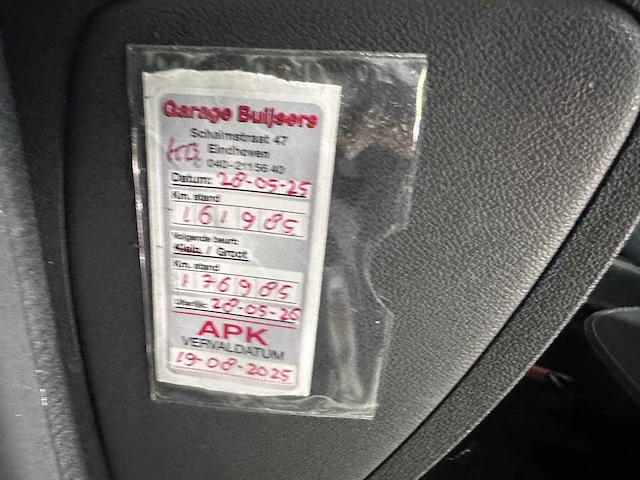 Garage Buijsers
Schalmstraat 47
Eindhoven
040-2115640
Datum: 28-05-25
Km. stand
161985
Volgende beurt:
Klein / Groot
Km. stand
176985
Uiterlijk: 28-05-26
APK
VERVALDATUM
19-08-2025